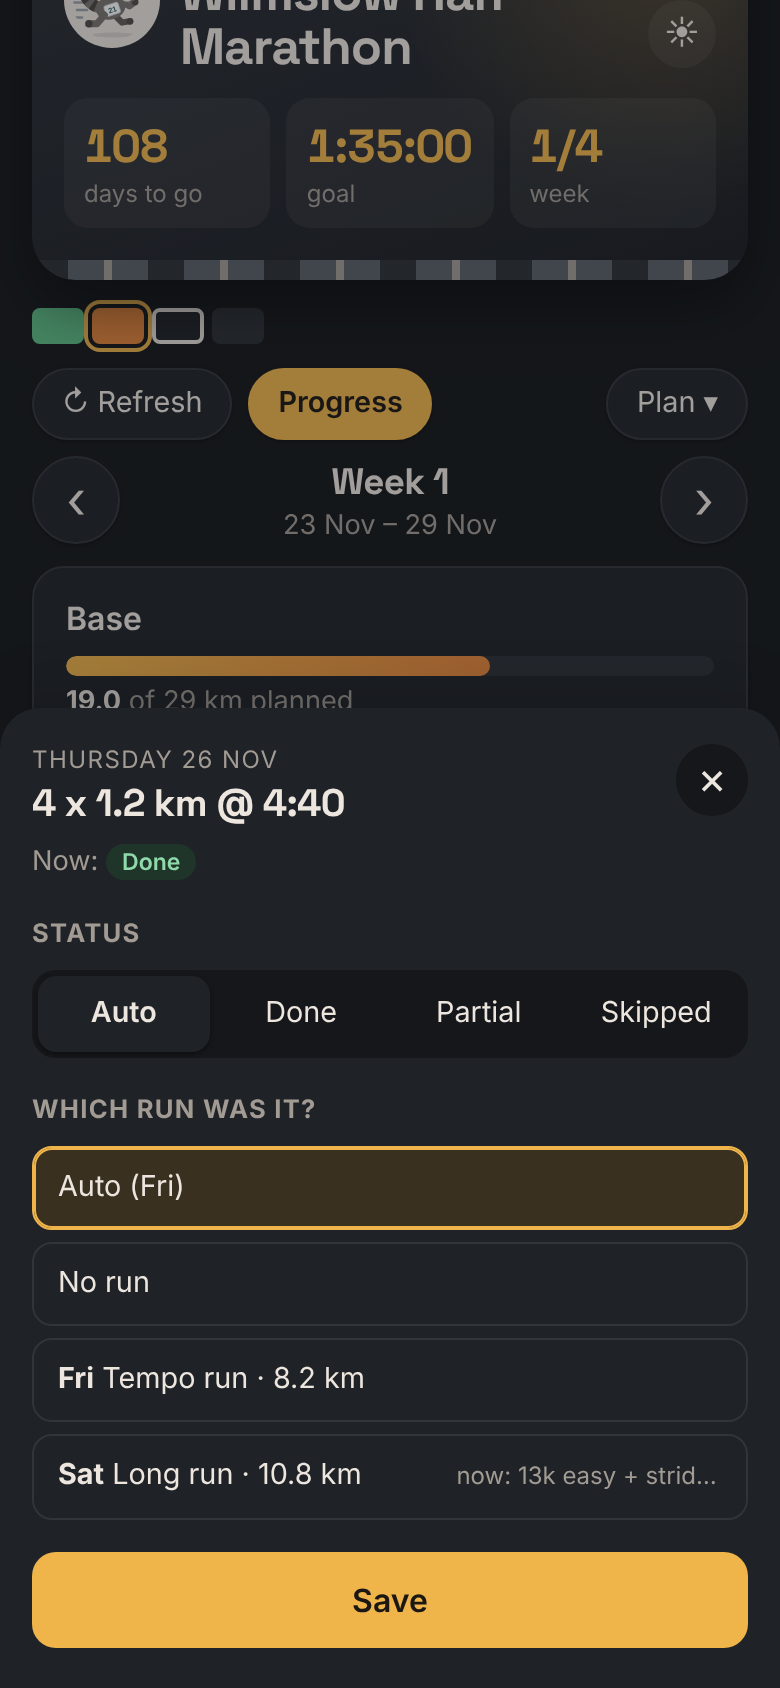 Wilmslow Half
Marathon
☀
21
108
days to go
1:35:00
goal
1/4
week
↻ Refresh
Progress
Plan ▾
‹
Week 1
23 Nov – 29 Nov
›
Base
19.0 of 29 km planned
THURSDAY 26 NOV
4 x 1.2 km @ 4:40
✕
Now: Done
STATUS
Auto
Done
Partial
Skipped
WHICH RUN WAS IT?
Auto (Fri)
No run
Fri Tempo run · 8.2 km
Sat Long run · 10.8 km
now: 13k easy + strid...
Save